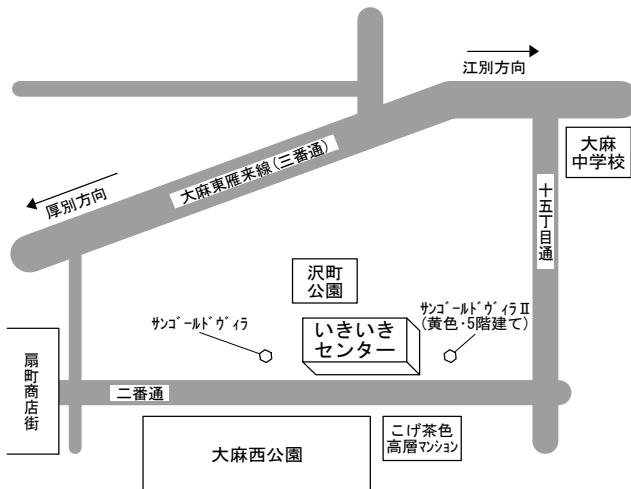 江別方向
大麻
中学校
大麻東雁来線(三番通)
厚別方向
十五丁目通
沢町
公園
ｻﾝｺﾞｰﾙﾄﾞｳﾞｨﾗ
いきいき
センター
ｻﾝｺﾞｰﾙﾄﾞｳﾞｨﾗⅡ
(黄色・5階建て)
扇町商店街
二番通
大麻西公園
こげ茶色
高層ﾏﾝｼｮﾝ